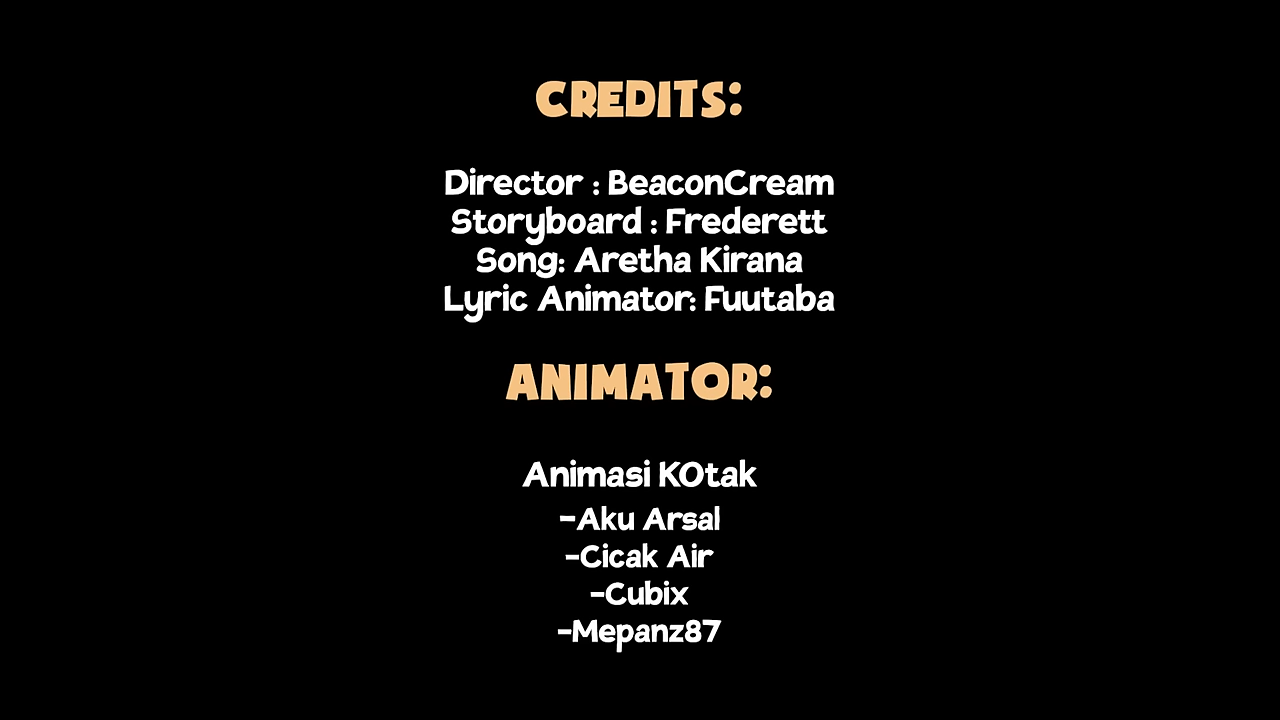 CREDITS:
Director : BeaconCream
Storyboard : Frederett
Song: Aretha Kirana
Lyric Animator: Fuutaba
ANIMATOR:
Animasi KOtak
-Aku Arsal
-Cicak Air
-Cubix
-Mepanz87